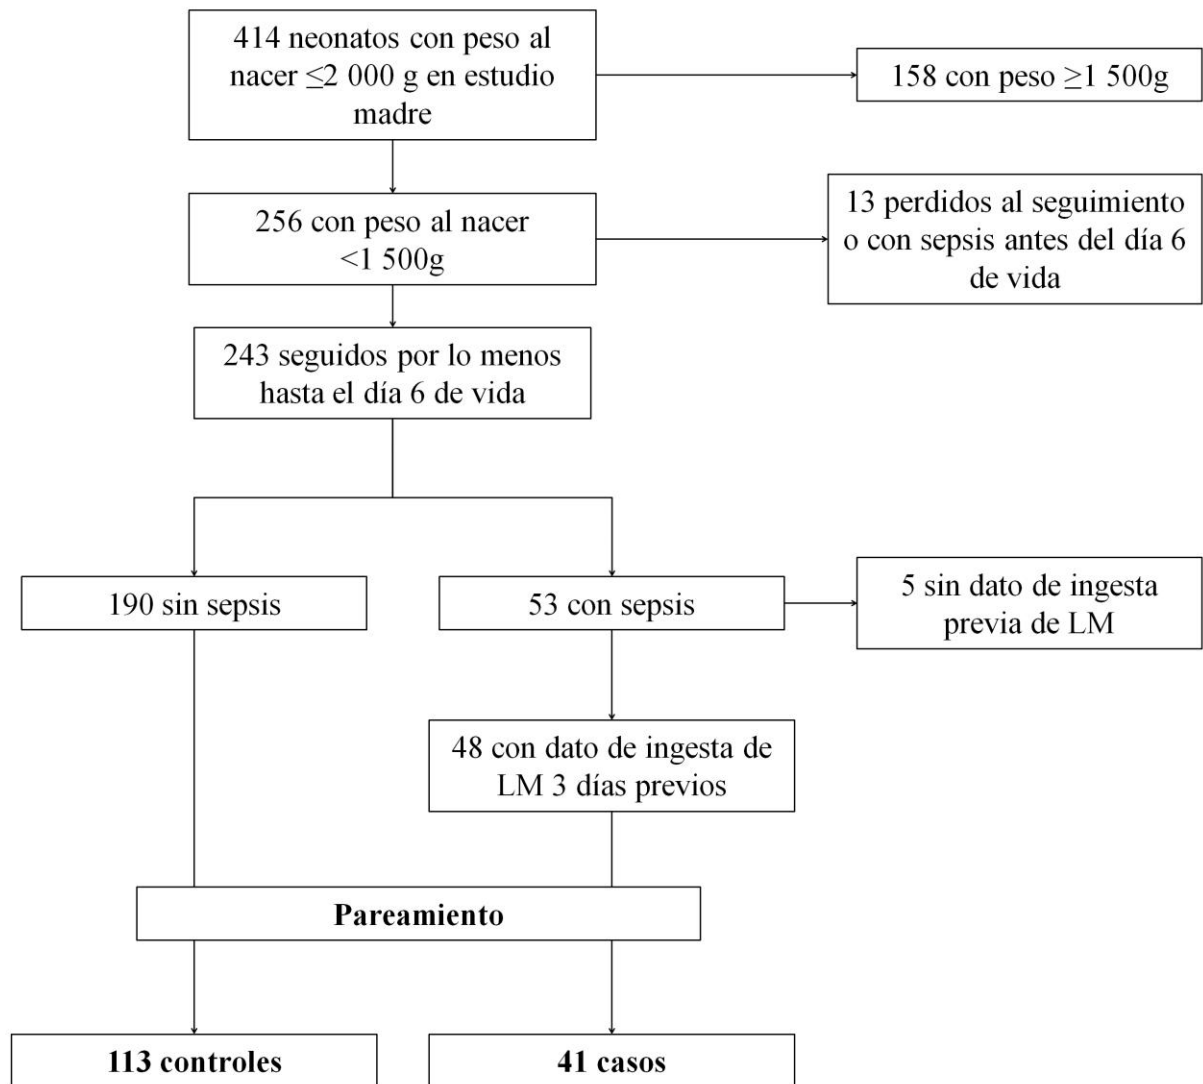 414 neonatos con peso al
nacer ≤2 000 g en estudio
madre
158 con peso ≥1 500g
256 con peso al nacer
<1 500g
13 perdidos al seguimiento
o con sepsis antes del día 6
de vida
243 seguidos por lo menos
hasta el día 6 de vida
190 sin sepsis
53 con sepsis
5 sin dato de ingesta
previa de LM
48 con dato de ingesta de
LM 3 días previos
Pareamiento
113 controles
41 casos